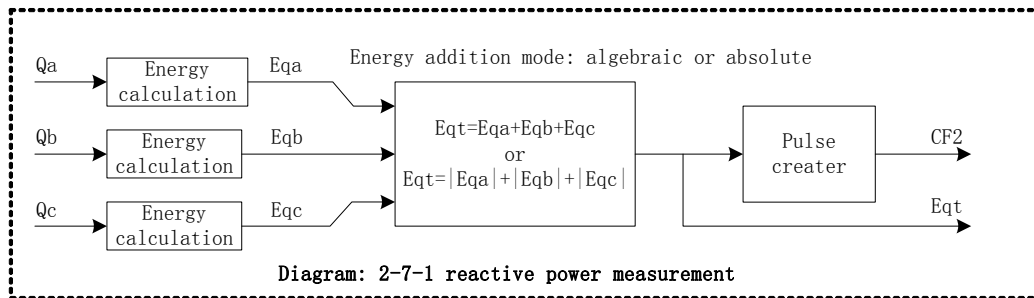 Energy addition mode: algebraic or absolute
Qa
Energy
calculation
Eqa
Qb
Energy
calculation
Eqb
Qc
Energy
calculation
Eqc
Eqt=Eqa+Eqb+Eqc
or
Eqt=|Eqa|+|Eqb|+|Eqc|
Pulse
creater
CF2
Eqt
Diagram: 2-7-1 reactive power measurement